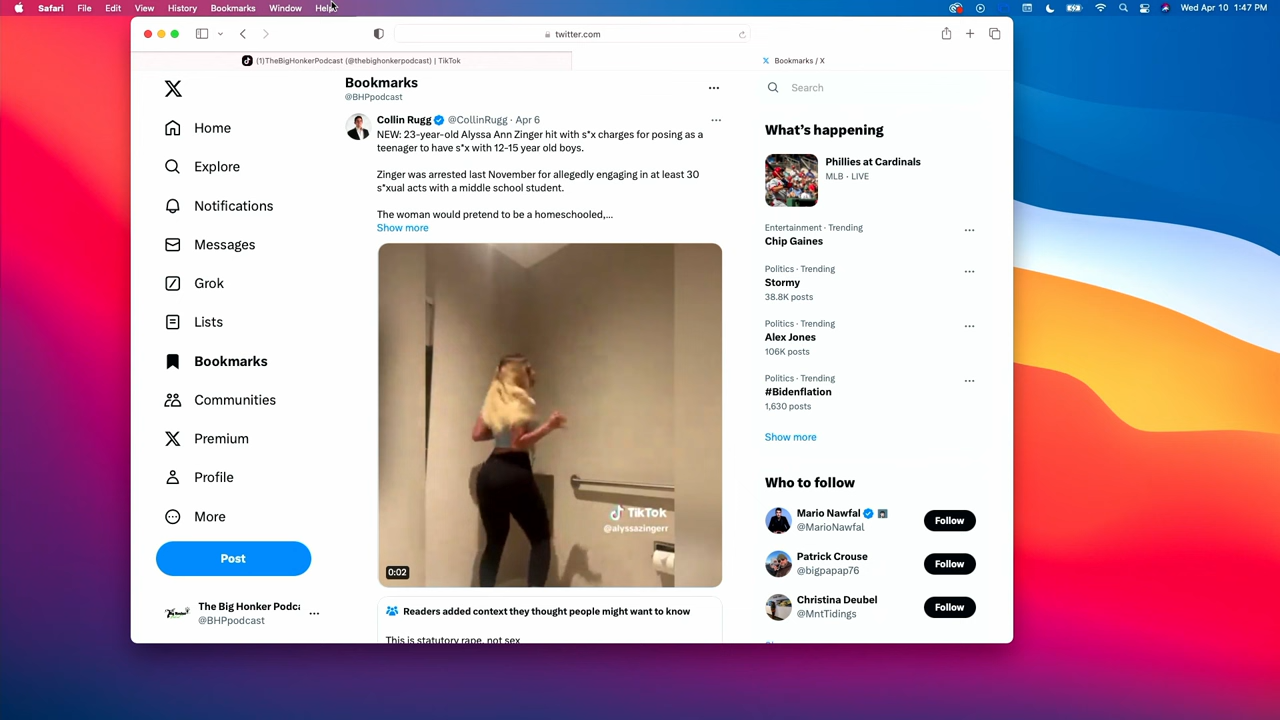 Safari File Edit View History Bookmarks Window Help
Wed Apr 10 1:47 PM
twitter.com
(1)TheBigHonkerPodcast (@thebighonkerpodcast) | TikTok
Bookmarks / X
Home
Explore
Notifications
Messages
Grok
Lists
Bookmarks
Communities
Premium
Profile
More
Post
The Big Honker Podca
@BHPpodcast
Bookmarks
@BHPpodcast
Collin Rugg @CollinRugg · Apr 6
NEW: 23-year-old Alyssa Ann Zinger hit with s*x charges for posing as a
teenager to have s*x with 12-15 year old boys.
Zinger was arrested last November for allegedly engaging in at least 30
s*xual acts with a middle school student.
The woman would pretend to be a homeschooled,...
Show more
TikTok
@alyssazingerr
0:02
Readers added context they thought people might want to know
This is statutory rape, not sex
Search
What's happening
Phillies at Cardinals
MLB · LIVE
Entertainment · Trending
Chip Gaines
Politics · Trending
Stormy
38.8K posts
Politics · Trending
Alex Jones
106K posts
Politics · Trending
#Bidenflation
1,630 posts
Show more
Who to follow
Mario Nawfal
@MarioNawfal
Follow
Patrick Crouse
@bigpapap76
Follow
Christina Deubel
@MntTidings
Follow